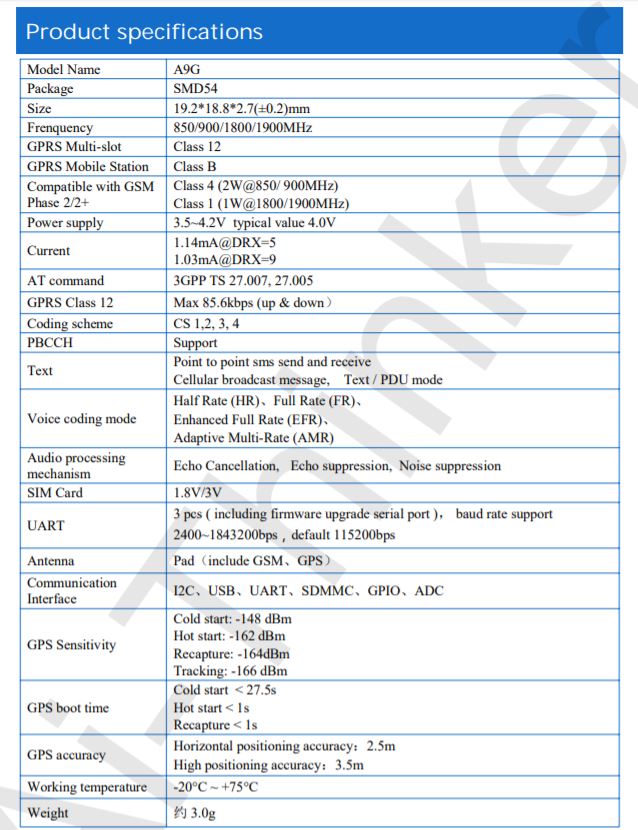 Product specifications
Model Name A9G
Package SMD54
Size 19.2*18.8*2.7(±0.2)mm
Frenquency 850/900/1800/1900MHz
GPRS Multi-slot Class 12
GPRS Mobile Station Class B
Compatible with GSM Phase 2/2+ Class 4 (2W@850/ 900MHz)
Class 1 (1W@1800/1900MHz)
Power supply 3.5~4.2V typical value 4.0V
Current 1.14mA@DRX=5
1.03mA@DRX=9
AT command 3GPP TS 27.007, 27.005
GPRS Class 12 Max 85.6kbps (up & down）
Coding scheme CS 1,2, 3, 4
PBCCH Support
Text Point to point sms send and receive
Cellular broadcast message, Text / PDU mode
Voice coding mode Half Rate (HR)、Full Rate (FR)、
Enhanced Full Rate (EFR)、
Adaptive Multi-Rate (AMR)
Audio processing mechanism Echo Cancellation, Echo suppression, Noise suppression
SIM Card 1.8V/3V
UART 3 pcs ( including firmware upgrade serial port )， baud rate support
2400~1843200bps , default 115200bps
Antenna Pad（include GSM、GPS）
Communication Interface I2C、USB、UART、SDMMC、GPIO、ADC
GPS Sensitivity Cold start: -148 dBm
Hot start: -162 dBm
Recapture: -164dBm
Tracking: -166 dBm
GPS boot time Cold start < 27.5s
Hot start < 1s
Recapture < 1s
GPS accuracy Horizontal positioning accuracy：2.5m
High positioning accuracy：3.5m
Working temperature -20°C ~ +75°C
Weight 约 3.0g
Ai-Thinker